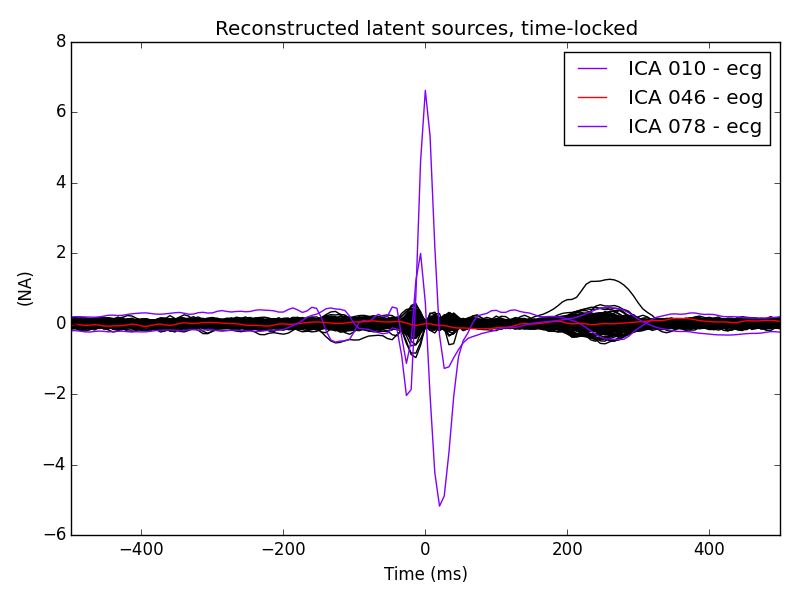 Reconstructed latent sources, time-locked
ICA 010 - ecg
ICA 046 - eog
ICA 078 - ecg
8
6
4
2
0
−2
−4
−6
(NA)
−400
−200
0
200
400
Time (ms)